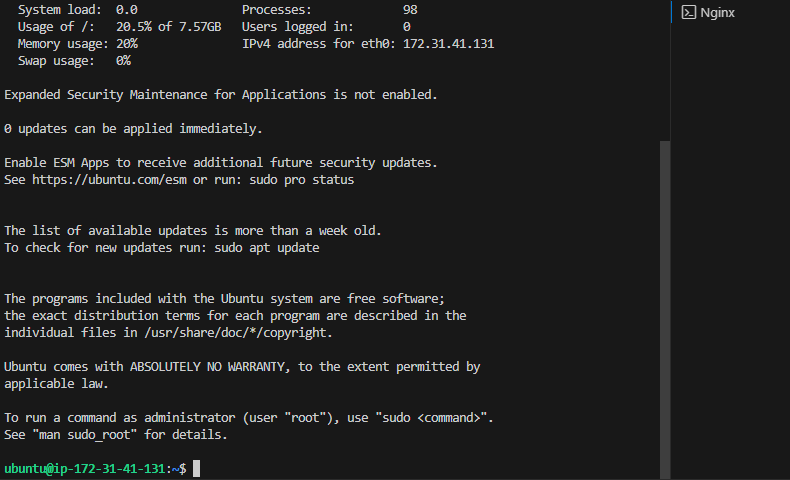 System load:  0.0               Processes:             98
Usage of /:   20.5% of 7.57GB   Users logged in:       0
Memory usage: 20%               IPv4 address for eth0: 172.31.41.131
Swap usage:   0%
Expanded Security Maintenance for Applications is not enabled.
0 updates can be applied immediately.
Enable ESM Apps to receive additional future security updates.
See https://ubuntu.com/esm or run: sudo pro status
The list of available updates is more than a week old.
To check for new updates run: sudo apt update
The programs included with the Ubuntu system are free software;
the exact distribution terms for each program are described in the
individual files in /usr/share/doc/*/copyright.
Ubuntu comes with ABSOLUTELY NO WARRANTY, to the extent permitted by
applicable law.
To run a command as administrator (user "root"), use "sudo <command>".
See "man sudo_root" for details.
ubuntu@ip-172-31-41-131:~$
Nginx